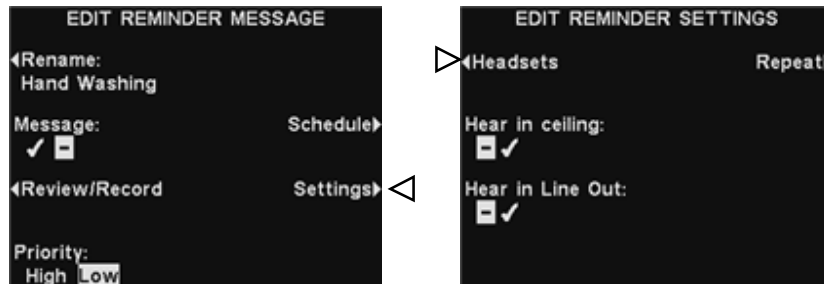 EDIT REMINDER MESSAGE
◀Rename:
Hand Washing
Message:
Schedule▶
✓ -
◀Review/Record
Settings▶
Priority:
High Low
EDIT REMINDER SETTINGS
◀Headsets
Repeat
Hear in ceiling:
- ✓
Hear in Line Out:
- ✓